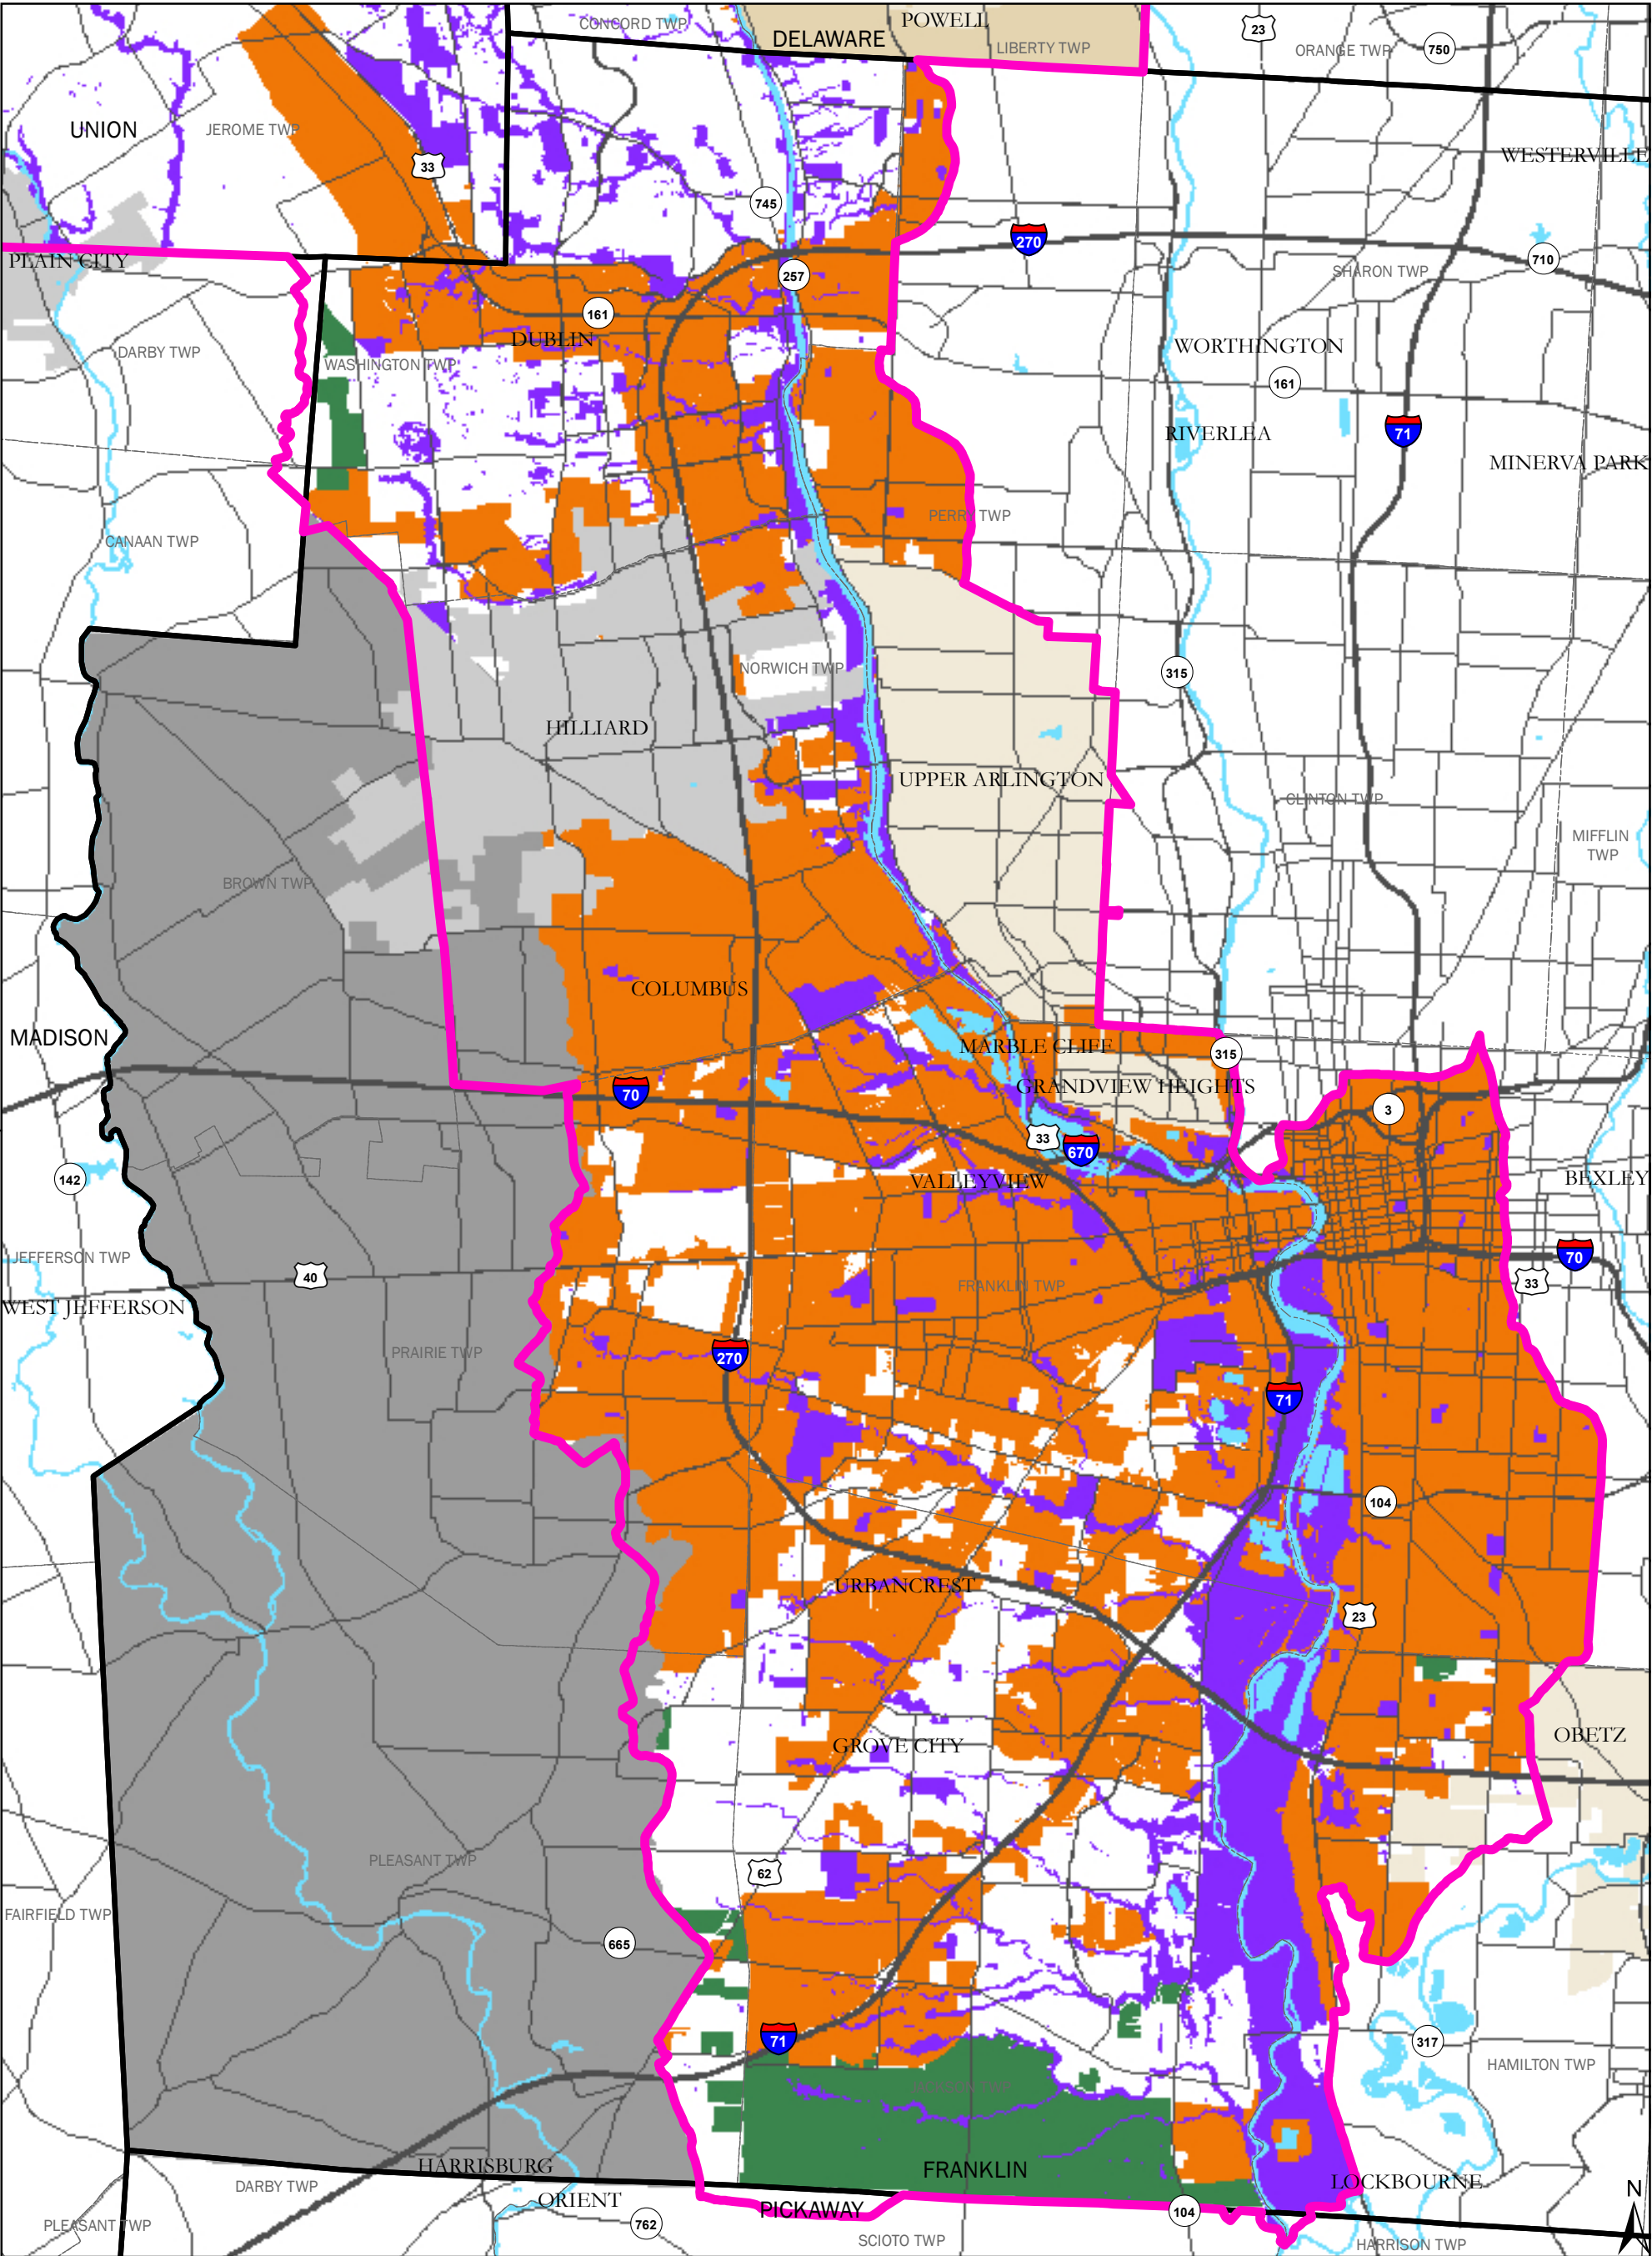 CONCORD TWP
POWELL
DELAWARE
LIBERTY TWP
23
ORANGE TWP
750
UNION
JEROME TWP
33
WESTERVILLE
745
270
PLAIN CITY
257
SHARON TWP
710
161
DUBLIN
DARBY TWP
WASHINGTON TWP
WORTHINGTON
161
RIVERLEA
71
MINERVA PARK
PERRY TWP
CANAAN TWP
NORWICH TWP
315
HILLIARD
UPPER ARLINGTON
CLINTON TWP
MIFFLIN
TWP
BROWN TWP
COLUMBUS
MADISON
MARBLE CLIFF
315
GRANDVIEW HEIGHTS
70
3
33
670
142
VALLEYVIEW
BEXLEY
JEFFERSON TWP
40
FRANKLIN TWP
70
33
WEST JEFFERSON
PRAIRIE TWP
270
71
104
URBANCREST
23
GROVE CITY
OBETZ
PLEASANT TWP
62
FAIRFIELD TWP
665
71
317
HAMILTON TWP
JACKSON TWP
HARRISBURG
FRANKLIN
LOCKBOURNE
DARBY TWP
ORIENT
PICKAWAY
104
N
PLEASANT TWP
762
SCIOTO TWP
HARRISON TWP